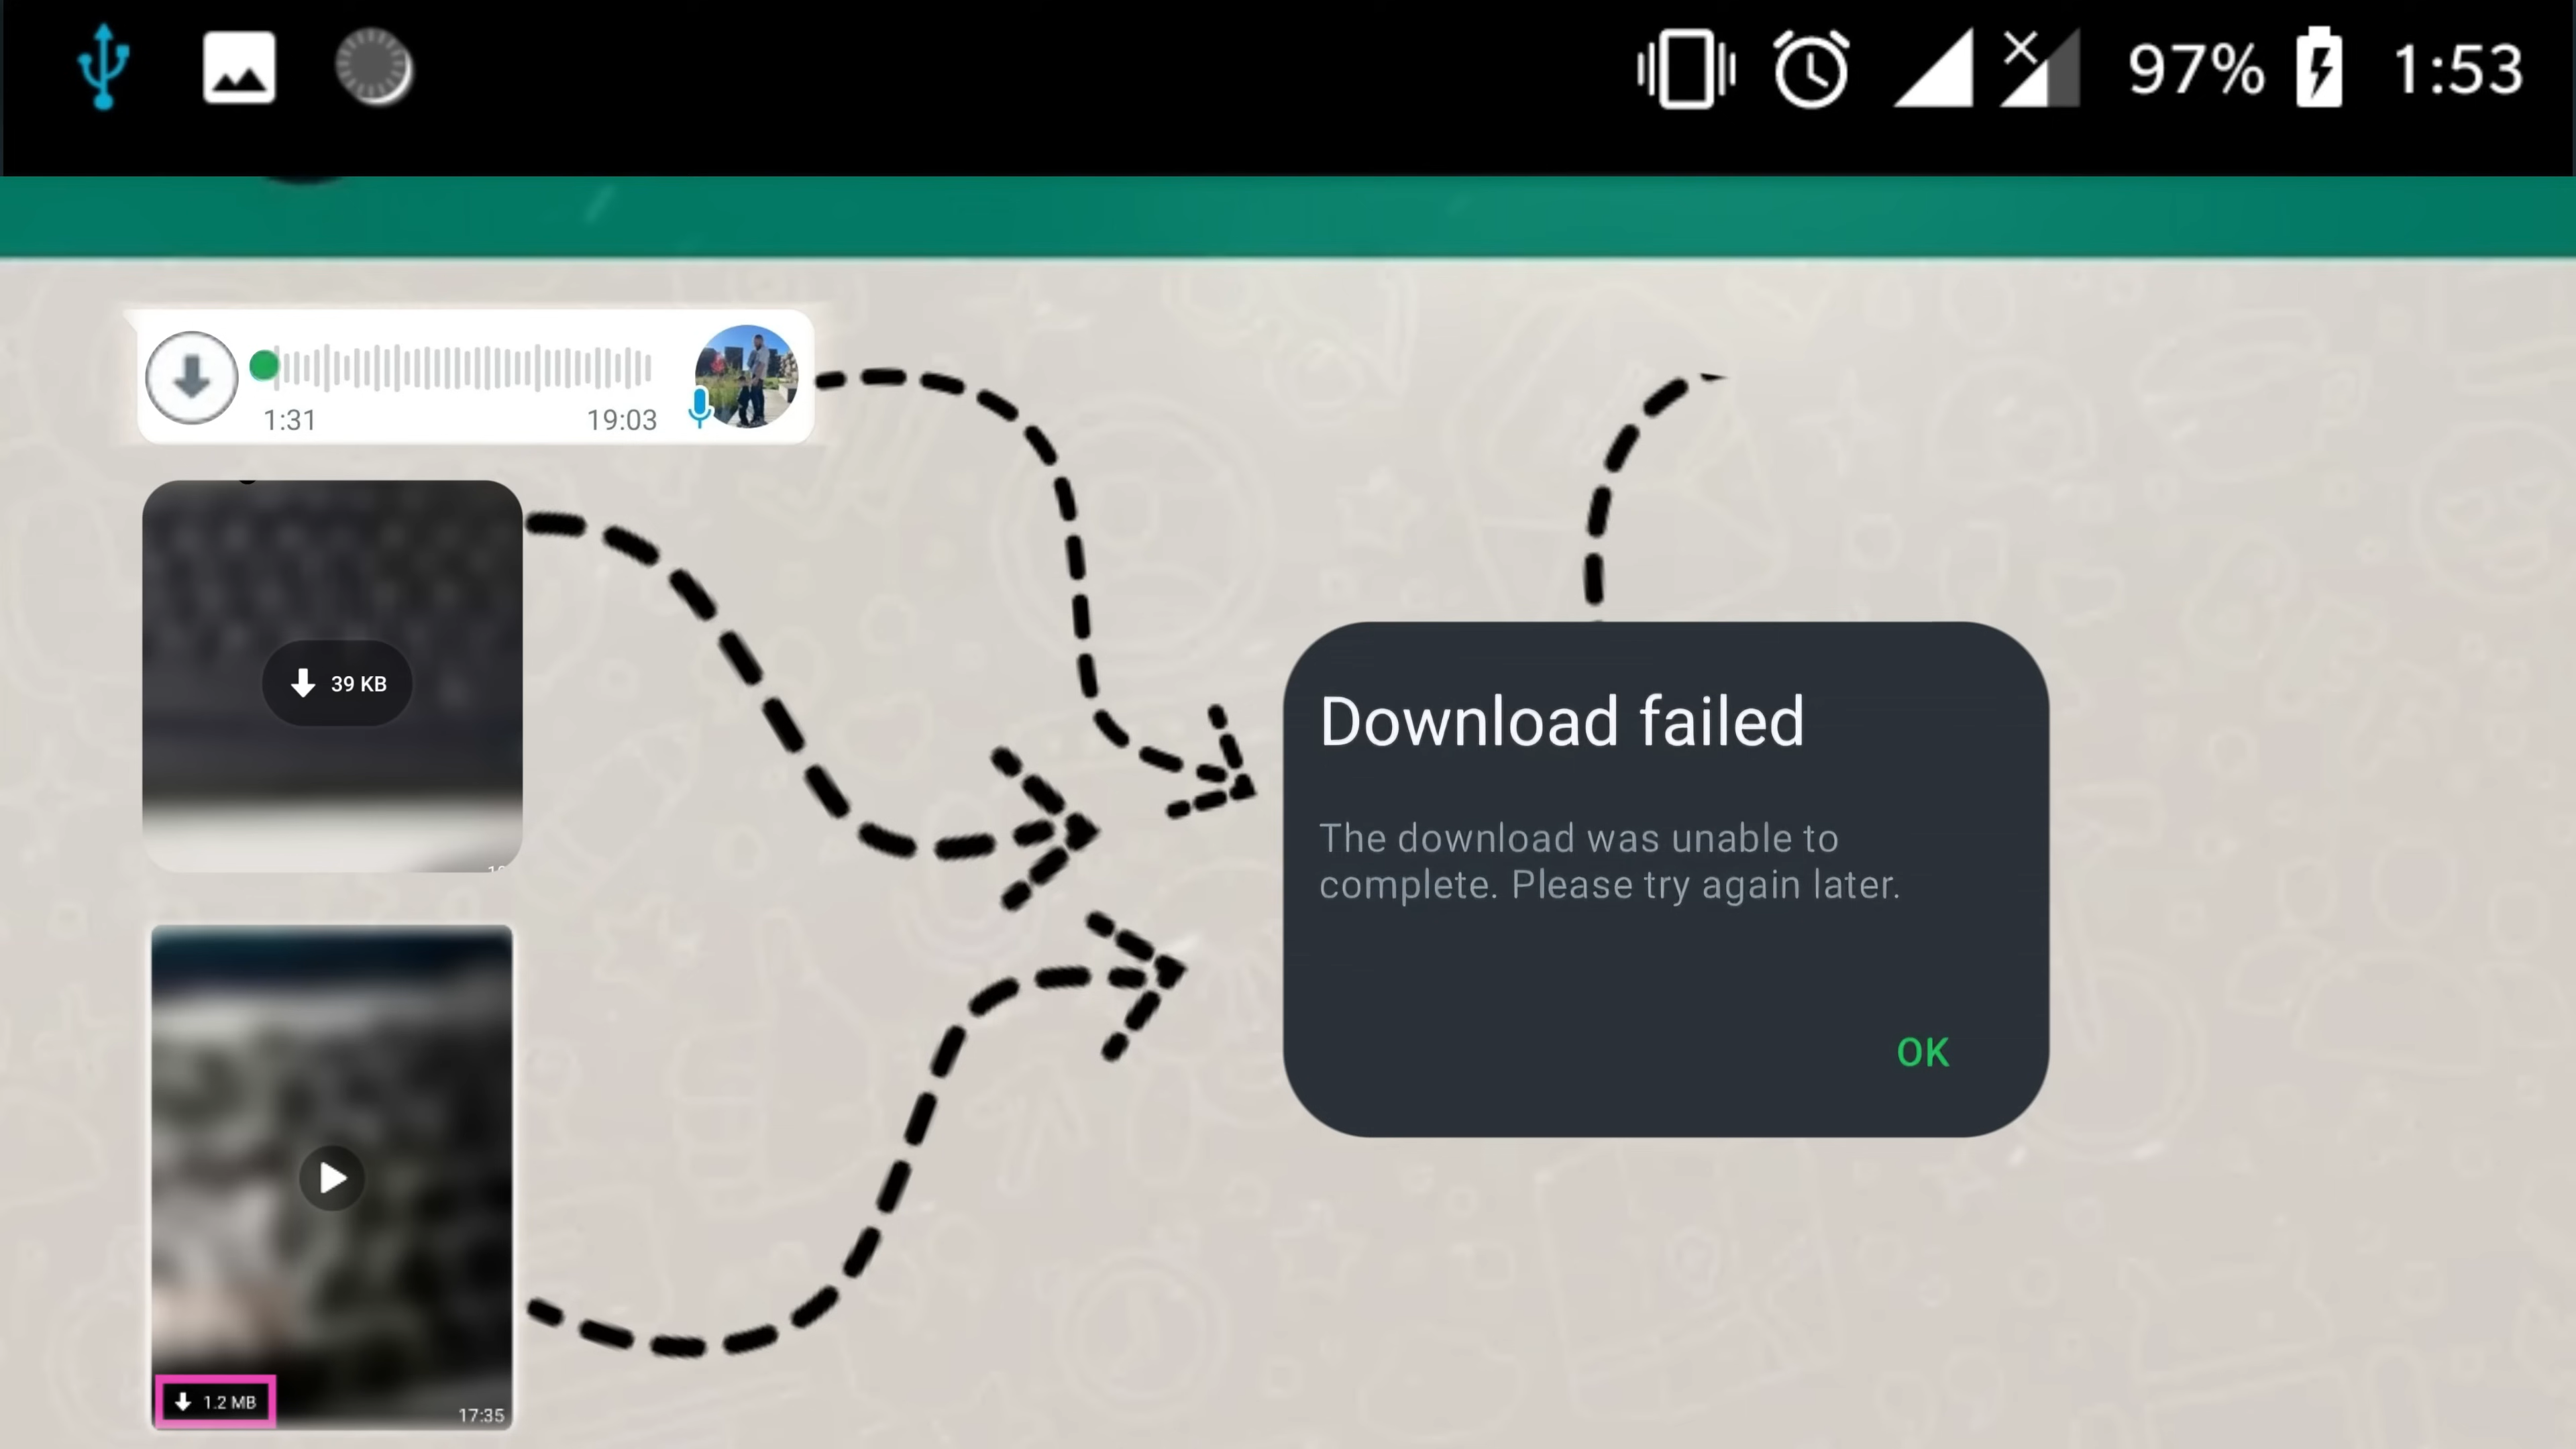 97% 1:53
1:31 19:03
39 KB
Download failed
The download was unable to
complete. Please try again later.
OK
1.2 MB
17:35